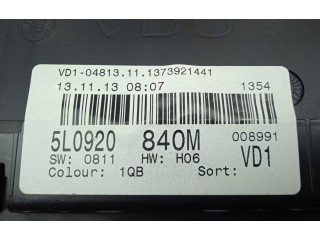 VDO
VD1-04813.11.1373921441
13.11.13 08:07 1354
008991
5L0920 840M VD1
SW: 0811 HW: H06
Colour: 1QB Sort: